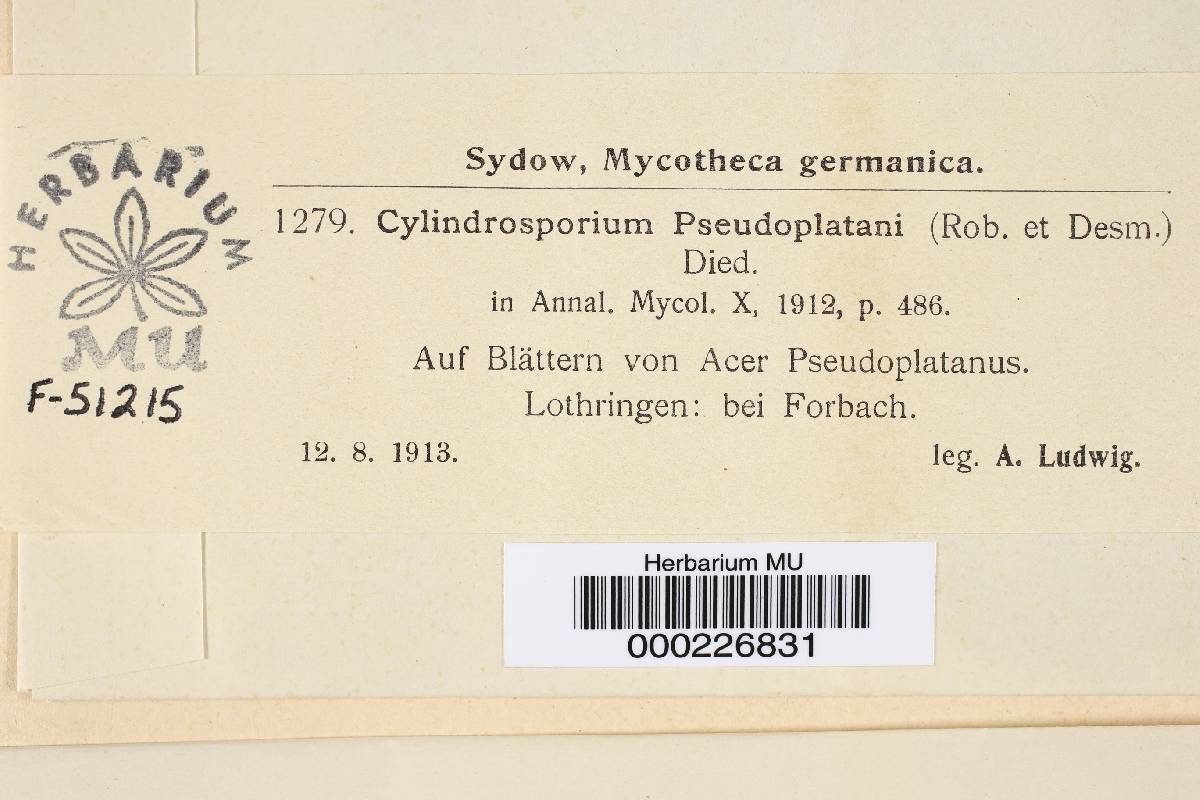 HERBARIUM
MU
F-51215
Sydow, Mycotheca germanica.
1279. Cylindrosporium Pseudoplatani (Rob. et Desm.)
Died.
in Annal. Mycol. X, 1912, p. 486.
Auf Blättern von Acer Pseudoplatanus.
Lothringen: bei Forbach.
12. 8. 1913. leg. A. Ludwig.
Herbarium MU
000226831